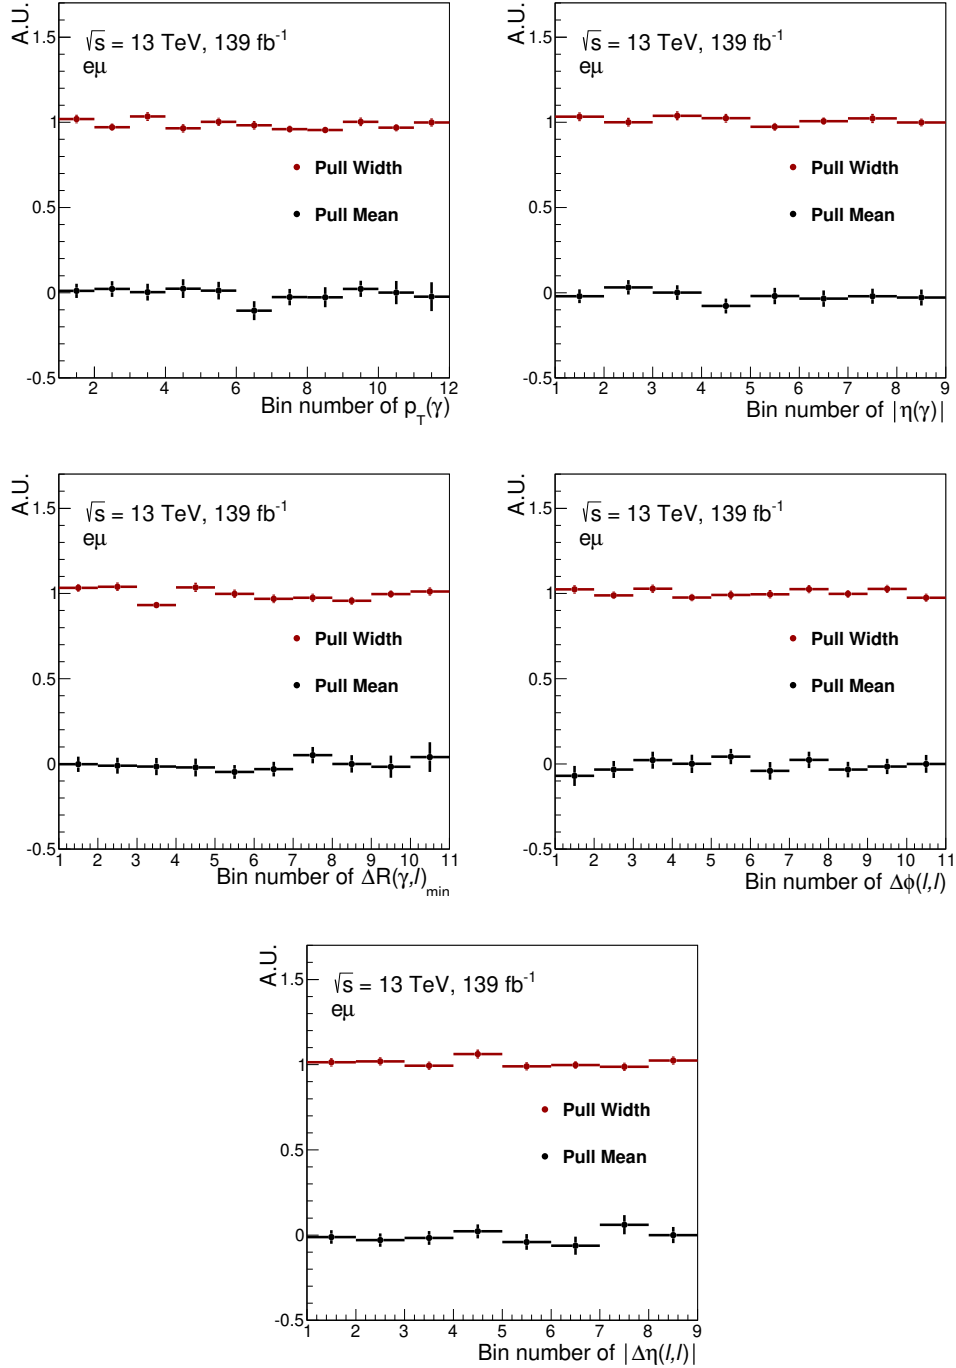 A.U.
√s = 13 TeV, 139 fb⁻¹
eμ
1.5
1
0.5
0
-0.5
Pull Width
Pull Mean
2 4 6 8 10 12
Bin number of p_T(γ)
A.U.
√s = 13 TeV, 139 fb⁻¹
eμ
1.5
1
0.5
0
-0.5
Pull Width
Pull Mean
1 2 3 4 5 6 7 8 9
Bin number of |η(γ)|
A.U.
√s = 13 TeV, 139 fb⁻¹
eμ
1.5
1
0.5
0
-0.5
Pull Width
Pull Mean
1 2 3 4 5 6 7 8 9 10 11
Bin number of ΔR(γ,l)_min
A.U.
√s = 13 TeV, 139 fb⁻¹
eμ
1.5
1
0.5
0
-0.5
Pull Width
Pull Mean
1 2 3 4 5 6 7 8 9 10 11
Bin number of Δϕ(l,l)
A.U.
√s = 13 TeV, 139 fb⁻¹
eμ
1.5
1
0.5
0
-0.5
Pull Width
Pull Mean
1 2 3 4 5 6 7 8 9
Bin number of |Δη(l,l)|